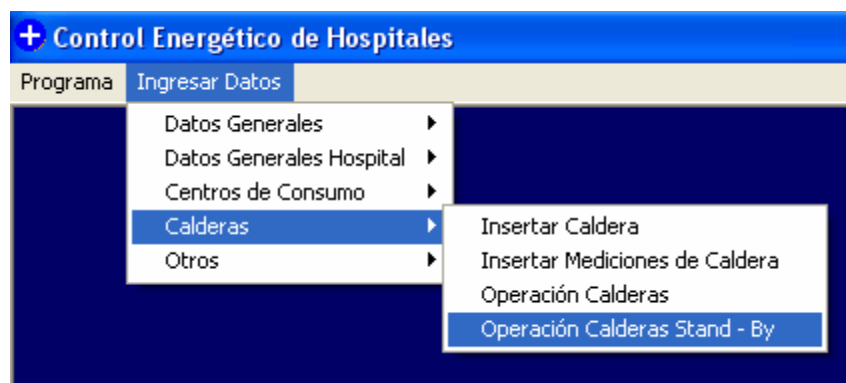 Control Energético de Hospitales
Programa Ingresar Datos
Datos Generales
Datos Generales Hospital
Centros de Consumo
Calderas
Otros
Insertar Caldera
Insertar Mediciones de Caldera
Operación Calderas
Operación Calderas Stand - By